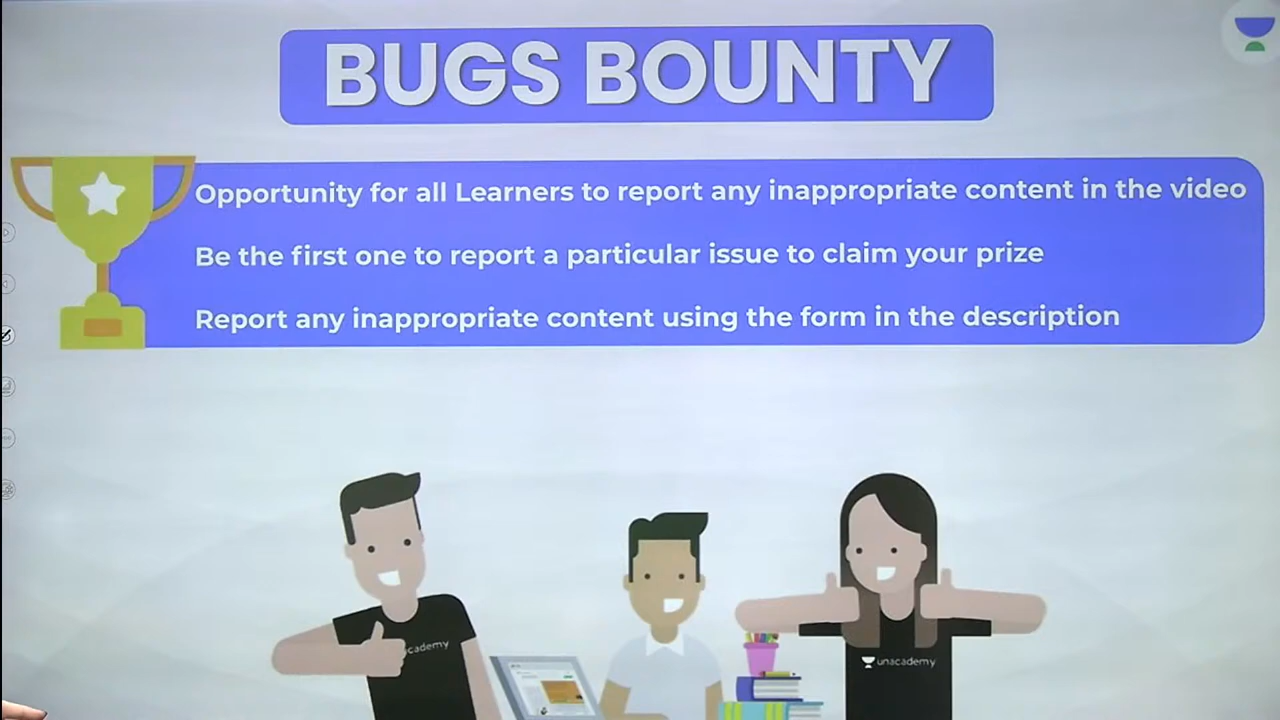 BUGS BOUNTY
Opportunity for all Learners to report any inappropriate content in the video
Be the first one to report a particular issue to claim your prize
Report any inappropriate content using the form in the description
cademy
unacademy